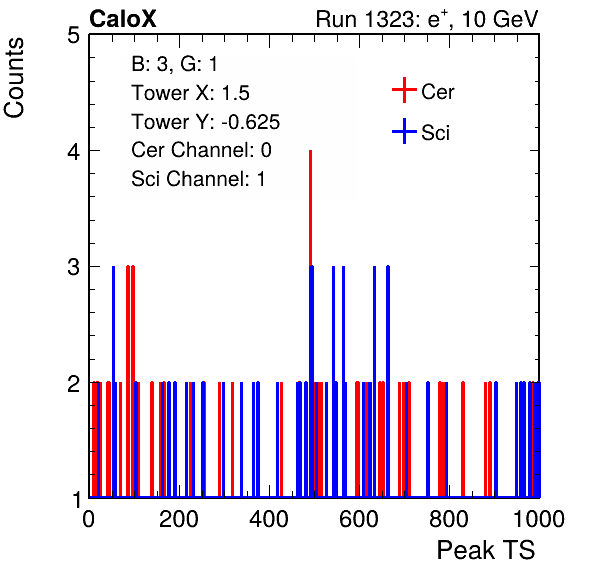 CaloX Run 1323: e⁺, 10 GeV
Counts
B: 3, G: 1
Tower X: 1.5
Tower Y: -0.625
Cer Channel: 0
Sci Channel: 1
Cer
Sci
5
4
3
2
1
0 200 400 600 800 1000
Peak TS